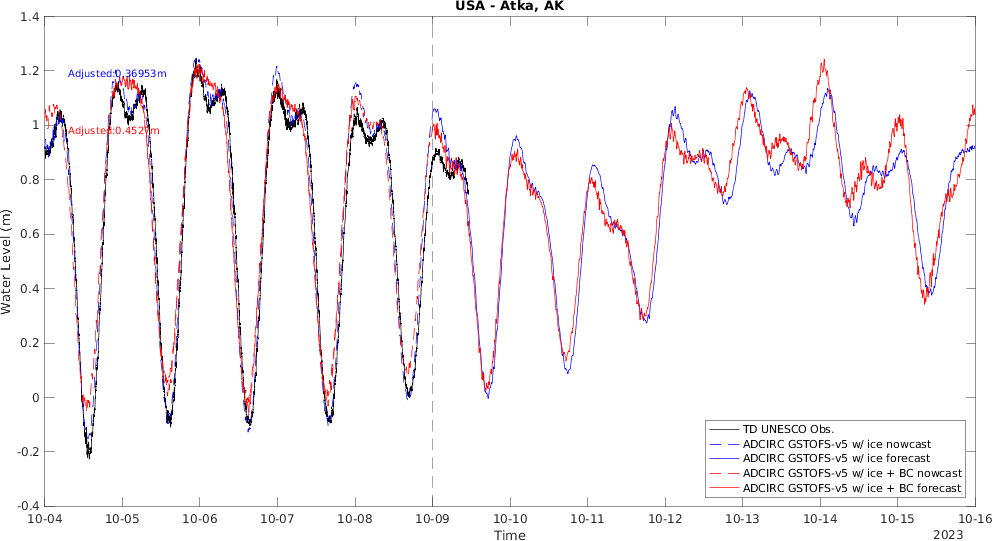 USA - Atka, AK
1.4
1.2
1
0.8
0.6
0.4
0.2
0
-0.2
-0.4
Water Level (m)
Adjusted:0.36953m
Adjusted:0.4527m
TD UNESCO Obs.
ADCIRC GSTOFS-v5 w/ ice nowcast
ADCIRC GSTOFS-v5 w/ ice forecast
ADCIRC GSTOFS-v5 w/ ice + BC nowcast
ADCIRC GSTOFS-v5 w/ ice + BC forecast
10-04 10-05 10-06 10-07 10-08 10-09 10-10 10-11 10-12 10-13 10-14 10-15 10-16
Time
2023